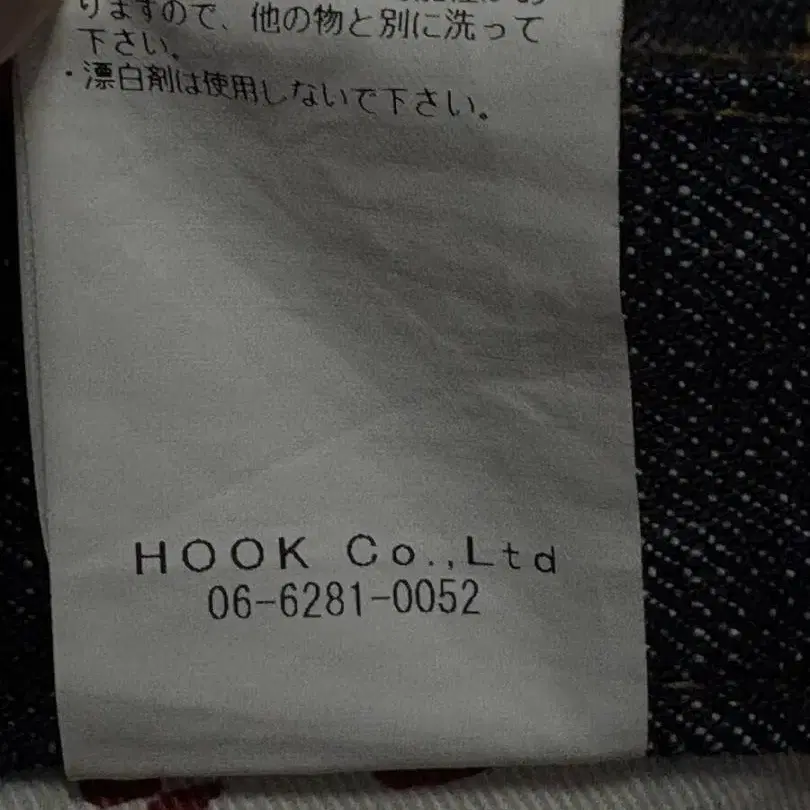 りますので、他の物と別に洗って
下さい。
・漂白剤は使用しないで下さい。
HOOK Co.,Ltd
06-6281-0052